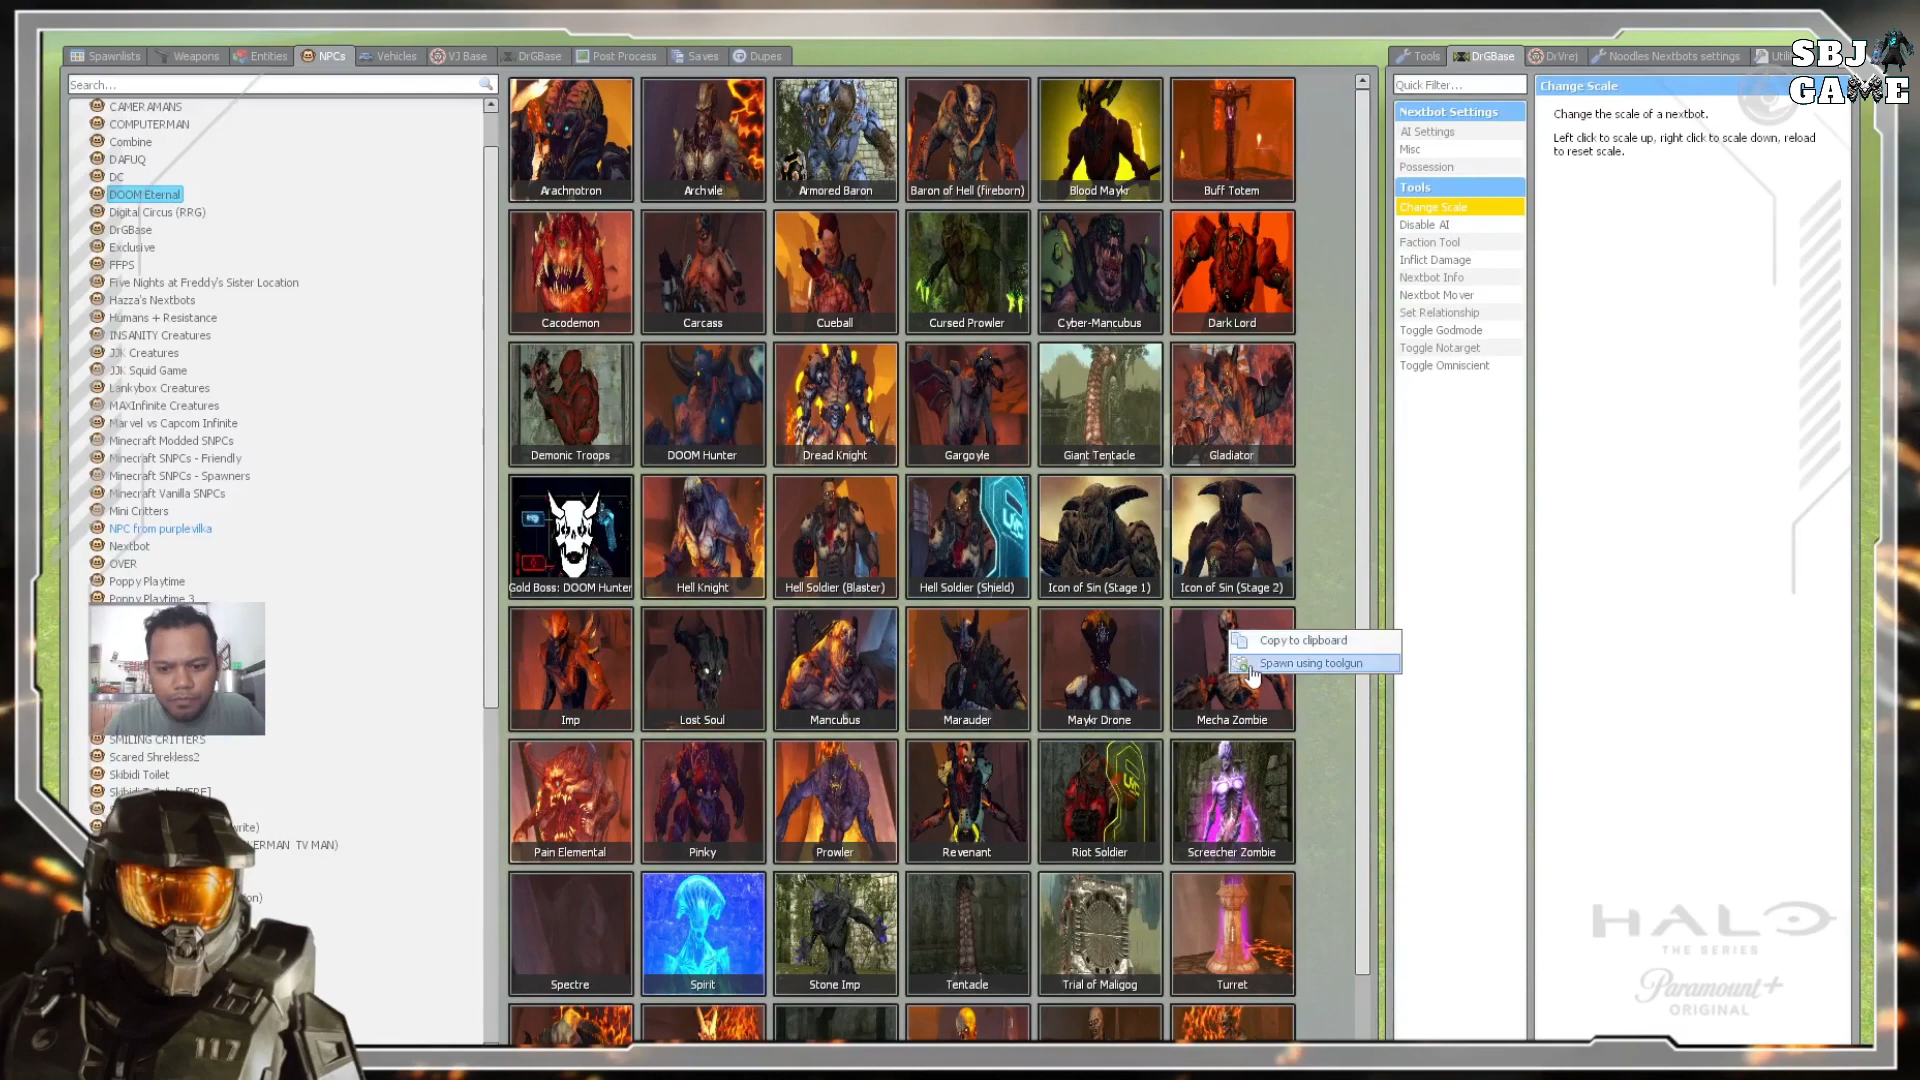 Spawnlists Weapons Entities NPCs Vehicles VJ Base DrGBase Post Process Saves Dupes
Tools DrGBase DrVrej Noodles Nextbots settings Utili
SBJ
GAME
Search...
CAMERAMANS
COMPUTERMAN
Combine
DAFUQ
DC
DOOM Eternal
Digital Circus (RRG)
DrGBase
Exclusive
FFPS
Five Nights at Freddy's Sister Location
Hazza's Nextbots
Humans + Resistance
INSANITY Creatures
JJK Creatures
JJK Squid Game
Lankybox Creatures
MAXInfinite Creatures
Marvel vs Capcom Infinite
Minecraft Modded SNPCs
Minecraft SNPCs - Friendly
Minecraft SNPCs - Spawners
Minecraft Vanilla SNPCs
Mini Critters
NPC from purplevilka
Nextbot
OVER
Poppy Playtime
Poppy Playtime 3
SMILING CRITTERS
Scared Shrekless2
Skibidi Toilet
write)
KERMAN TV MAN)
on)
117
Arachnotron Archvile Armored Baron Baron of Hell (fireborn) Blood Maykr Buff Totem
Cacodemon Carcass Cueball Cursed Prowler Cyber-Mancubus Dark Lord
Demonic Troops DOOM Hunter Dread Knight Gargoyle Giant Tentacle Gladiator
Gold Boss: DOOM Hunter Hell Knight Hell Soldier (Blaster) Hell Soldier (Shield) Icon of Sin (Stage 1) Icon of Sin (Stage 2)
Copy to clipboard
Spawn using toolgun
Imp Lost Soul Mancubus Marauder Maykr Drone Mecha Zombie
Pain Elemental Pinky Prowler Revenant Riot Soldier Screecher Zombie
Spectre Spirit Stone Imp Tentacle Trial of Maligog Turret
Quick Filter...
Nextbot Settings
AI Settings
Misc
Possession
Tools
Change Scale
Disable AI
Faction Tool
Inflict Damage
Nextbot Info
Nextbot Mover
Set Relationship
Toggle Godmode
Toggle Notarget
Toggle Omniscient
Change Scale
Change the scale of a nextbot.
Left click to scale up, right click to scale down, reload
to reset scale.
HALO
THE SERIES
Paramount+
ORIGINAL